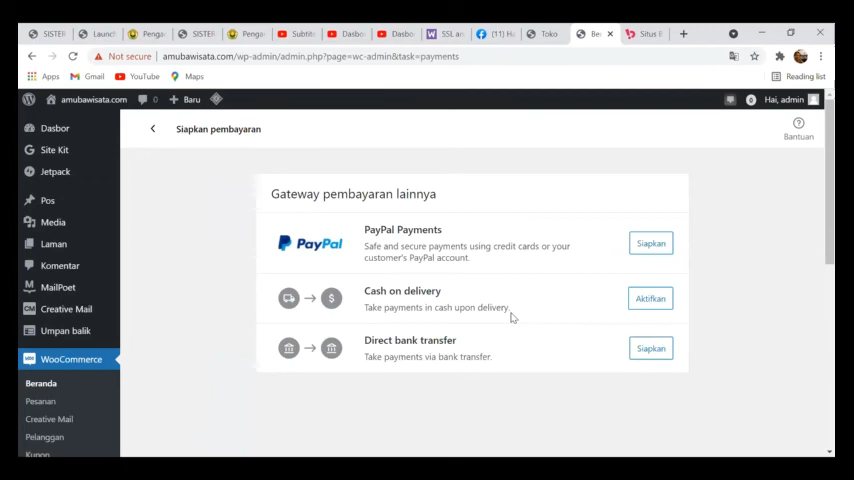 SISTER
Launch
Penga
SISTER
Penga
Subtitl
Dasbo
Dasbo
SSL an
(11) Ha
Toko
Ber
Situs B
Not secure
amubawisata.com/wp-admin/admin.php?page=wc-admin&task=payments
Apps
Gmail
YouTube
Maps
Reading list
amubawisata.com
0
Baru
0
Hai, admin
Dasbor
Site Kit
Jetpack
Pos
Media
Laman
Komentar
MailPoet
Creative Mail
Umpan balik
WooCommerce
Beranda
Pesanan
Creative Mail
Pelanggan
Kupon
Siapkan pembayaran
Bantuan
Gateway pembayaran lainnya
PayPal
PayPal Payments
Safe and secure payments using credit cards or your
customer's PayPal account.
Siapkan
Cash on delivery
Take payments in cash upon delivery.
Aktifkan
Direct bank transfer
Take payments via bank transfer.
Siapkan